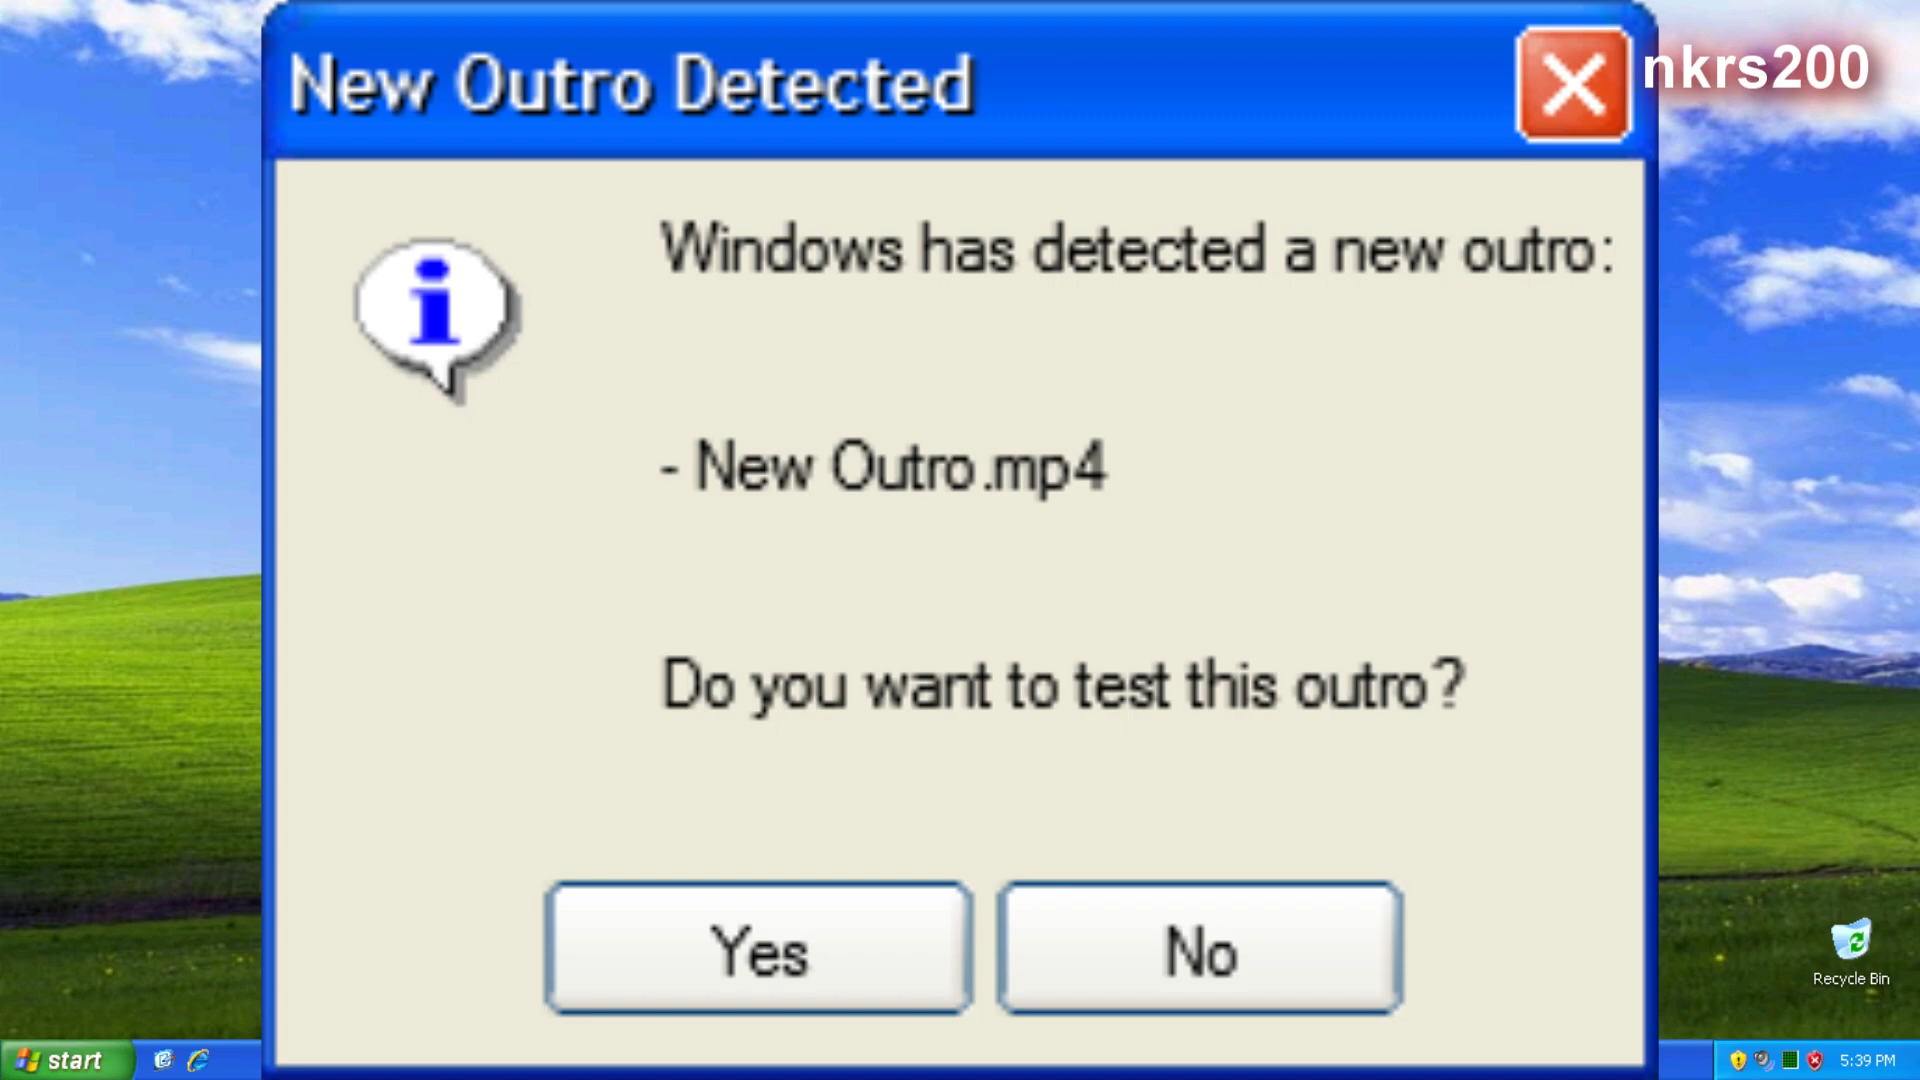 New Outro Detected
nkrs200
Windows has detected a new outro:
- New Outro.mp4
Do you want to test this outro?
Yes
No
Recycle Bin
start
5:39 PM